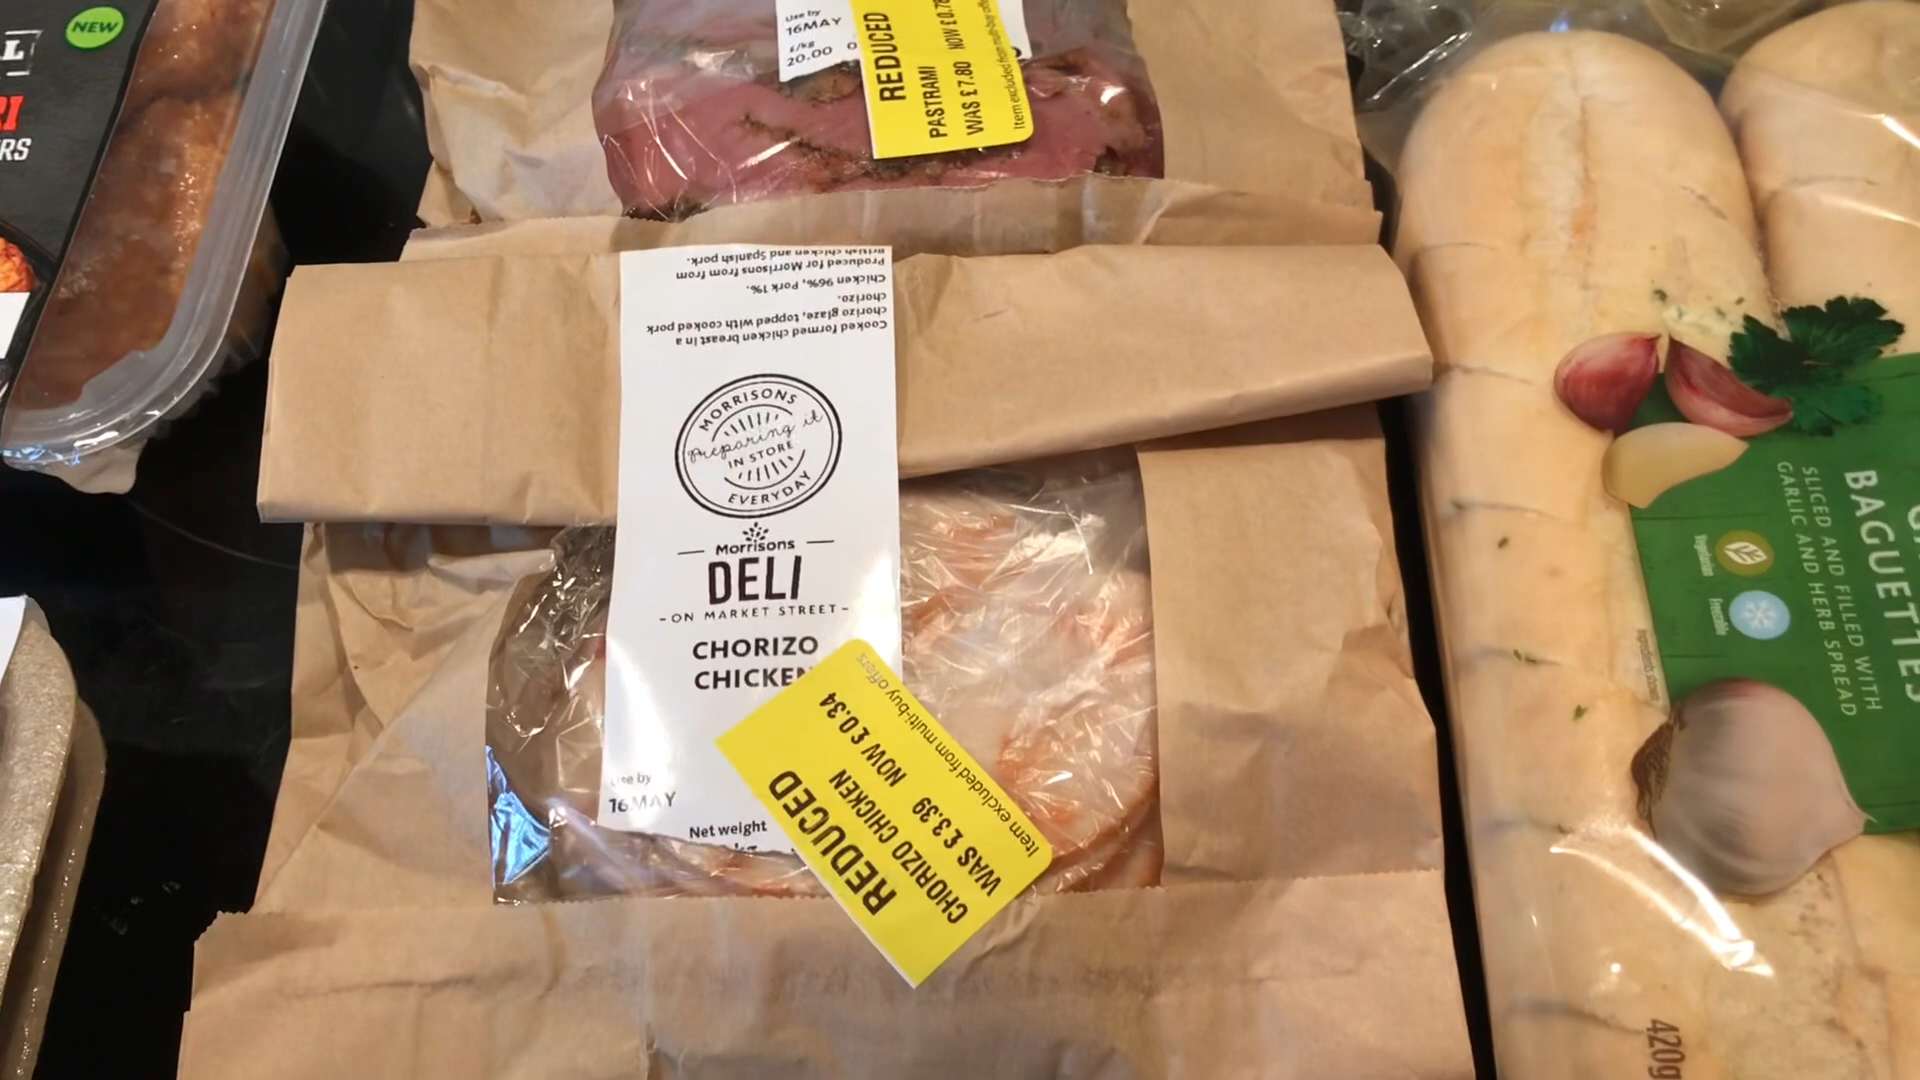 NEW
L
RI
RS
Use by
16MAY
£/kg
20.00
REDUCED
PASTRAMI
WAS £7.80 NOW £0.78
Item excluded from multi-buy offers
Cooked formed chicken breast in a
chorizo glaze, topped with cooked pork
chorizo.
Chicken 96%, Pork 1%.
Produced for Morrisons from
British chicken and Spanish pork.
MORRISONS
Preparing it
IN STORE
EVERYDAY
Morrisons
DELI
- ON MARKET STREET -
CHORIZO
CHICKEN
Use by
16MAY
Net weight
REDUCED
CHORIZO CHICKEN
WAS £3.39 NOW £0.34
Item excluded from multi-buy offers
BAGUETTES
SLICED AND FILLED WITH
GARLIC AND HERB SPREAD
Vegetarian
Freezable
420g